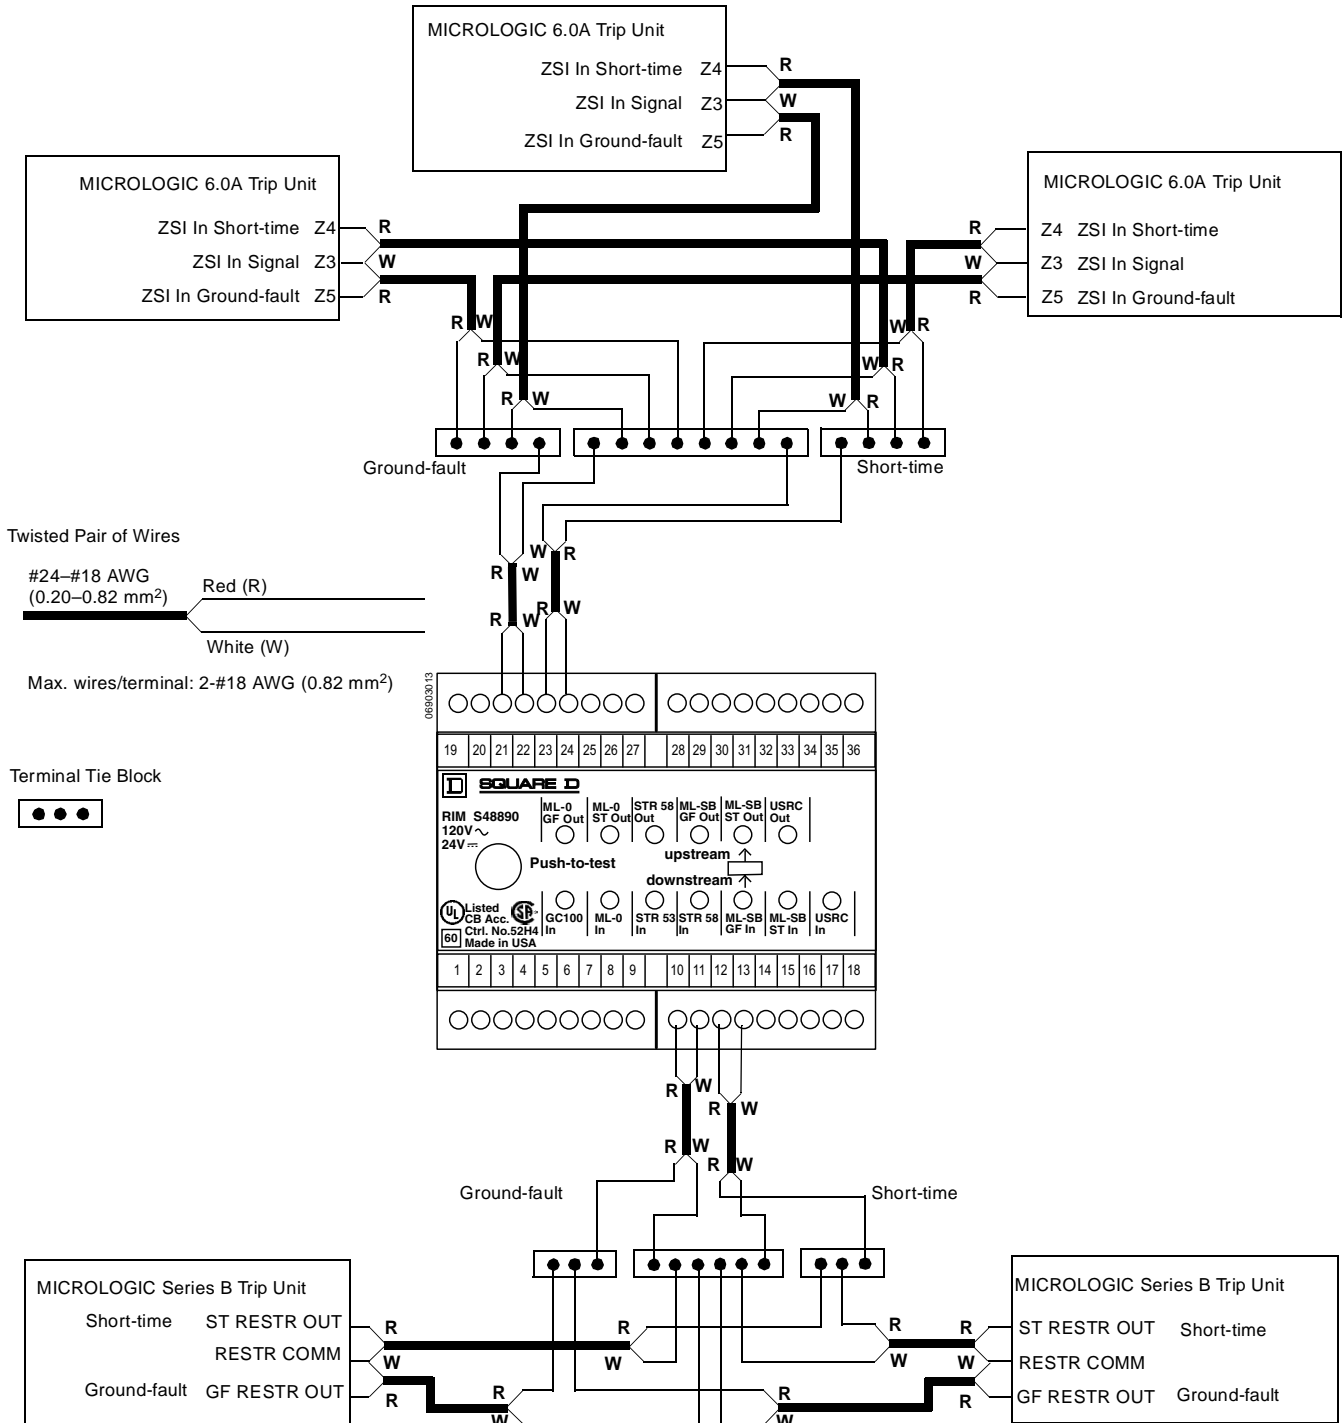 MICROLOGIC 6.0A Trip Unit
ZSI In Short-time Z4 R
ZSI In Signal Z3 W
ZSI In Ground-fault Z5 R
MICROLOGIC 6.0A Trip Unit
ZSI In Short-time Z4 R
ZSI In Signal Z3 W
ZSI In Ground-fault Z5 R
MICROLOGIC 6.0A Trip Unit
R Z4 ZSI In Short-time
W Z3 ZSI In Signal
R Z5 ZSI In Ground-fault
R W W R
R W W R
R W W R
Ground-fault Short-time
Twisted Pair of Wires
#24–#18 AWG
(0.20–0.82 mm²)
Red (R)
White (W)
Max. wires/terminal: 2-#18 AWG (0.82 mm²)
Terminal Tie Block
W R
R W
R W
R W
06903013
19 20 21 22 23 24 25 26 27 28 29 30 31 32 33 34 35 36
D SQUARE D
RIM S48890
120V
24V
ML-0 GF Out
ML-0 ST Out
STR 58 Out
ML-SB GF Out
ML-SB ST Out
USRC Out
Push-to-test
upstream
downstream
UL Listed
CB Acc.
SA
Ctrl. No.52H4
60 Made in USA
GC100 In
ML-0 In
STR 53 In
STR 58 In
ML-SB GF In
ML-SB ST In
USRC In
1 2 3 4 5 6 7 8 9 10 11 12 13 14 15 16 17 18
R W
R W
R W
R W
Ground-fault Short-time
MICROLOGIC Series B Trip Unit
Short-time ST RESTR OUT R R
RESTR COMM W W
Ground-fault GF RESTR OUT R R
W
MICROLOGIC Series B Trip Unit
R R ST RESTR OUT Short-time
W W RESTR COMM
R R GF RESTR OUT Ground-fault
W